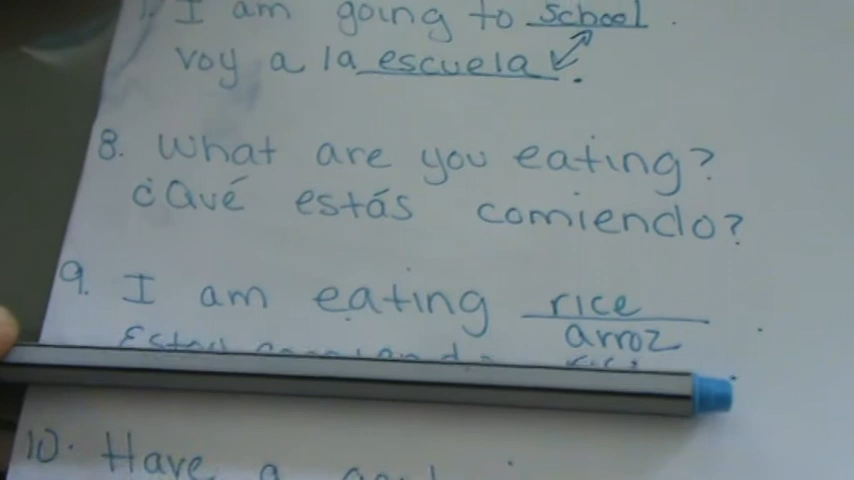 I am going to school.
voy a la escuela.
8. What are you eating?
¿Qué estás comiendo?
9. I am eating rice.
arroz
10. Have a